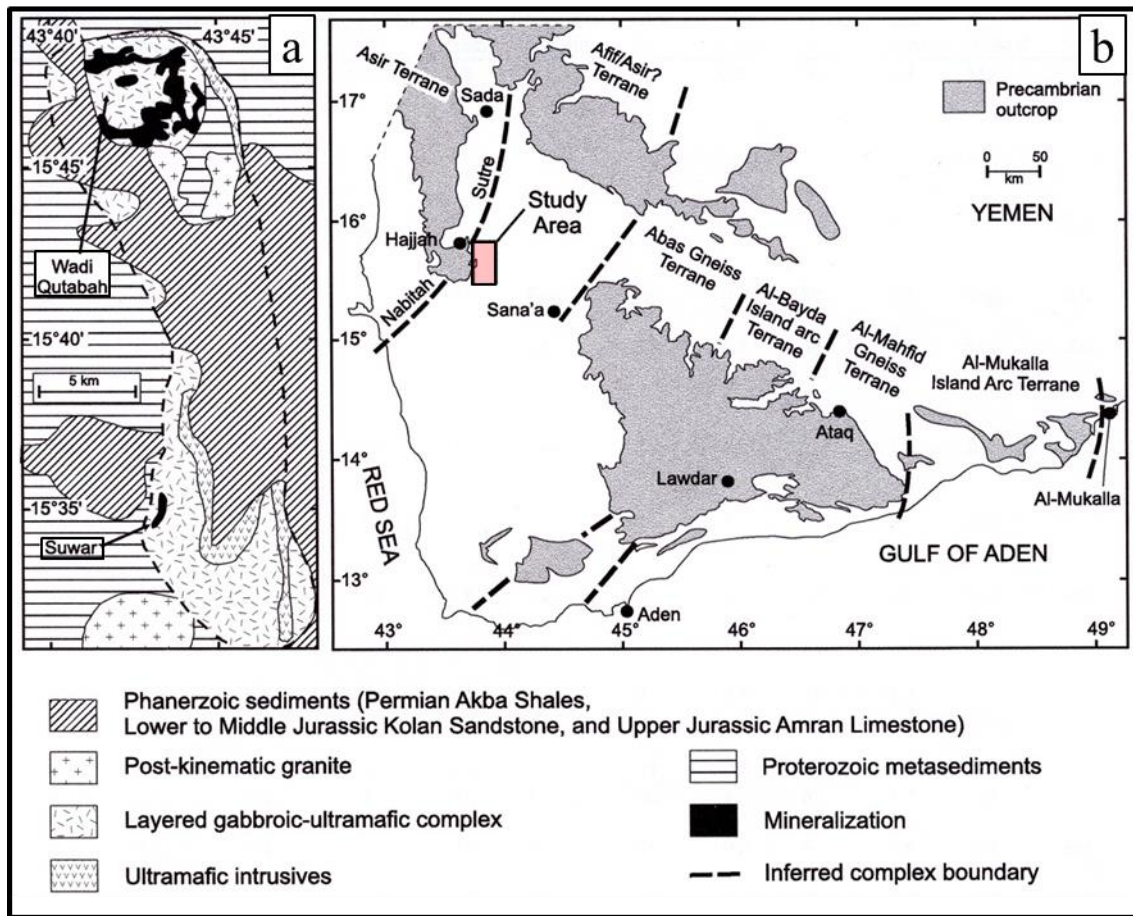 43°40' 43°45' a
15°45'
Wadi
Qutabah
15°40'
5 km
15°35'
Suwar
b
Asir Terrane
Afif/Asir?
Terrane
Sada
17°
Precambrian
outcrop
0 50
km
YEMEN
Sutre
Study
Area
16°
Hajjah
Nabitah
Sana'a
15°
Abas Gneiss
Terrane
Al-Bayda
Island arc
Terrane
Al-Mahfid
Gneiss
Terrane
Al-Mukalla
Island Arc Terrane
Ataq
14°
Lawdar
Al-Mukalla
RED SEA
GULF OF ADEN
13°
Aden
43° 44° 45° 46° 47° 48° 49°
Phanerzoic sediments (Permian Akba Shales,
Lower to Middle Jurassic Kolan Sandstone, and Upper Jurassic Amran Limestone)
Post-kinematic granite
Proterozoic metasediments
Layered gabbroic-ultramafic complex
Mineralization
Ultramafic intrusives
Inferred complex boundary